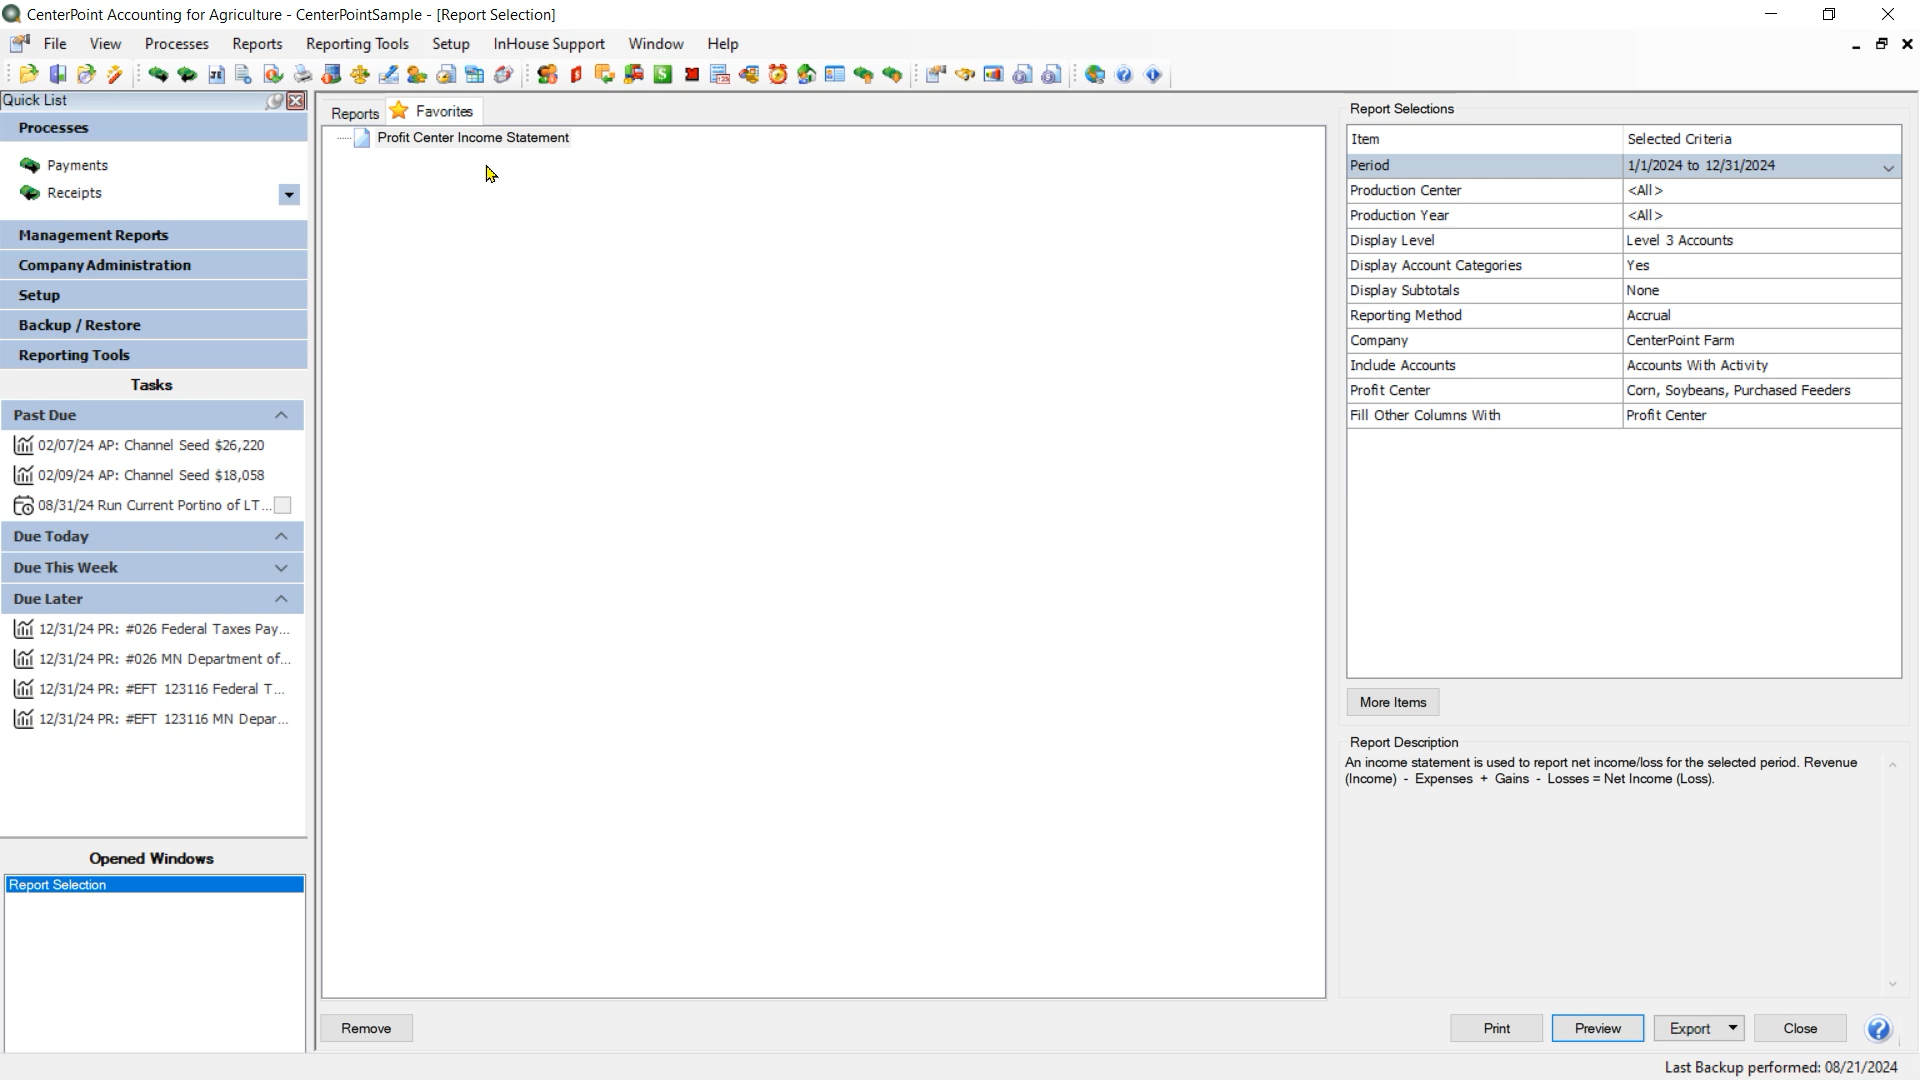 CenterPoint Accounting for Agriculture - CenterPointSample - [Report Selection]
File View Processes Reports Reporting Tools Setup InHouse Support Window Help
Quick List
Processes
Payments
Receipts
Management Reports
Company Administration
Setup
Backup / Restore
Reporting Tools
Tasks
Past Due
02/07/24 AP: Channel Seed $26,220
02/09/24 AP: Channel Seed $18,058
08/31/24 Run Current Portino of LT...
Due Today
Due This Week
Due Later
12/31/24 PR: #026 Federal Taxes Pay...
12/31/24 PR: #026 MN Department of...
12/31/24 PR: #EFT 123116 Federal T...
12/31/24 PR: #EFT 123116 MN Depar...
Opened Windows
Report Selection
Reports Favorites
Profit Center Income Statement
Remove
Report Selections
Item Selected Criteria
Period 1/1/2024 to 12/31/2024
Production Center <All>
Production Year <All>
Display Level Level 3 Accounts
Display Account Categories Yes
Display Subtotals None
Reporting Method Accrual
Company CenterPoint Farm
Include Accounts Accounts With Activity
Profit Center Corn, Soybeans, Purchased Feeders
Fill Other Columns With Profit Center
More Items
Report Description
An income statement is used to report net income/loss for the selected period. Revenue
(Income) - Expenses + Gains - Losses = Net Income (Loss).
Print Preview Export Close
Last Backup performed: 08/21/2024